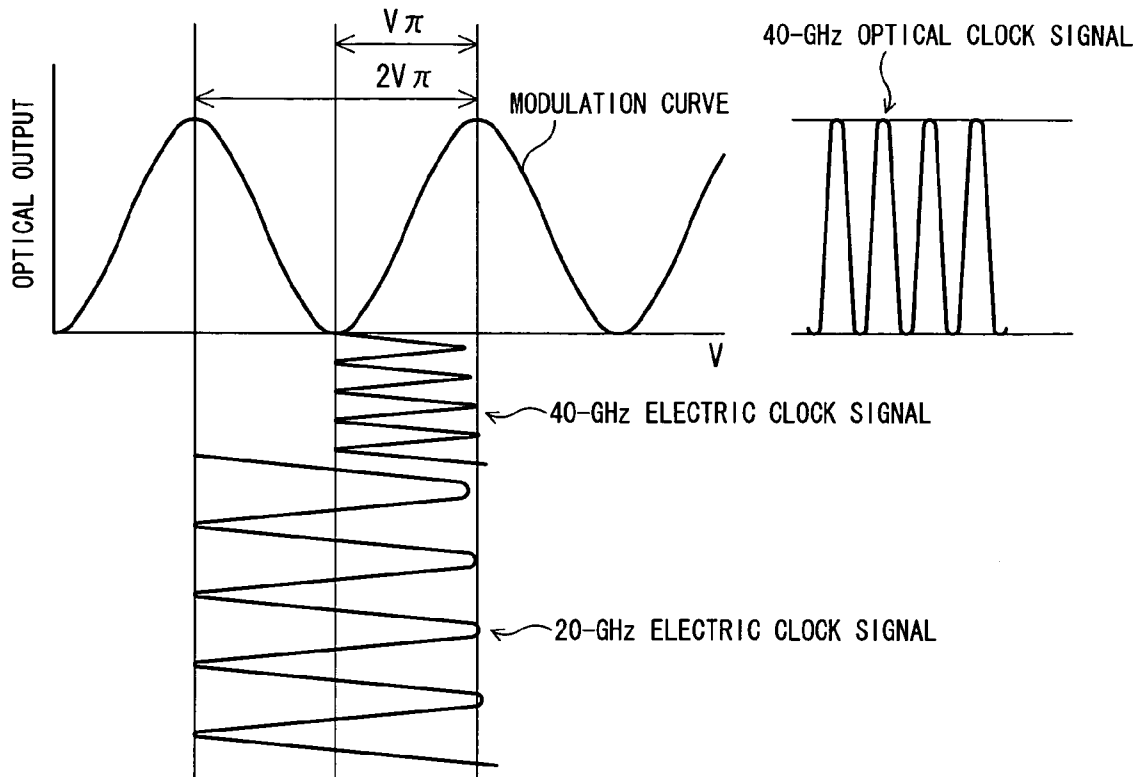 Vπ
40-GHz OPTICAL CLOCK SIGNAL
2Vπ
MODULATION CURVE
OPTICAL OUTPUT
V
40-GHz ELECTRIC CLOCK SIGNAL
20-GHz ELECTRIC CLOCK SIGNAL